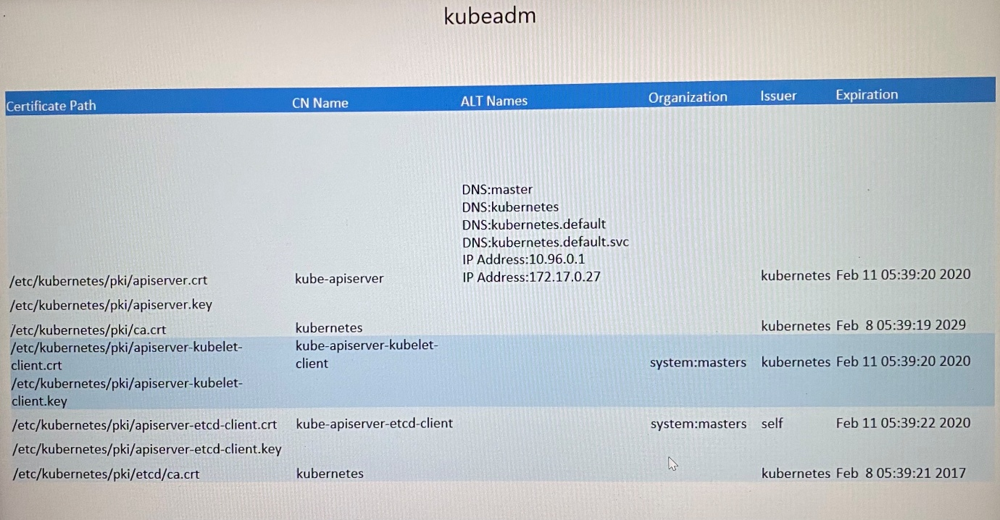 kubeadm
Certificate Path CN Name ALT Names Organization Issuer Expiration
DNS:master
DNS:kubernetes
DNS:kubernetes.default
DNS:kubernetes.default.svc
IP Address:10.96.0.1
/etc/kubernetes/pki/apiserver.crt kube-apiserver IP Address:172.17.0.27 kubernetes Feb 11 05:39:20 2020
/etc/kubernetes/pki/apiserver.key
/etc/kubernetes/pki/ca.crt kubernetes kubernetes Feb 8 05:39:19 2029
/etc/kubernetes/pki/apiserver-kubelet- kube-apiserver-kubelet-
client.crt client system:masters kubernetes Feb 11 05:39:20 2020
/etc/kubernetes/pki/apiserver-kubelet-
client.key
/etc/kubernetes/pki/apiserver-etcd-client.crt kube-apiserver-etcd-client system:masters self Feb 11 05:39:22 2020
/etc/kubernetes/pki/apiserver-etcd-client.key
/etc/kubernetes/pki/etcd/ca.crt kubernetes kubernetes Feb 8 05:39:21 2017